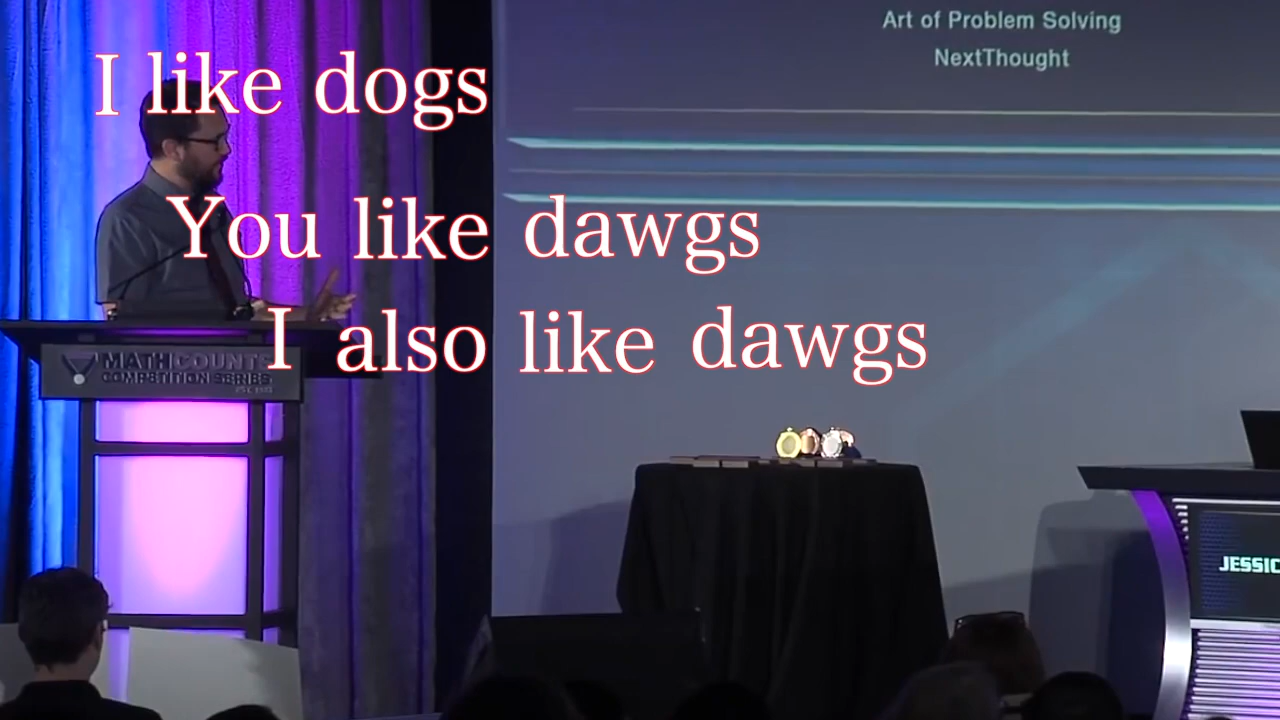 Art of Problem Solving
NextThought
I like dogs
You like dawgs
I also like dawgs
MATHCOUNTS
COMPETITION SERIES
JESSIC